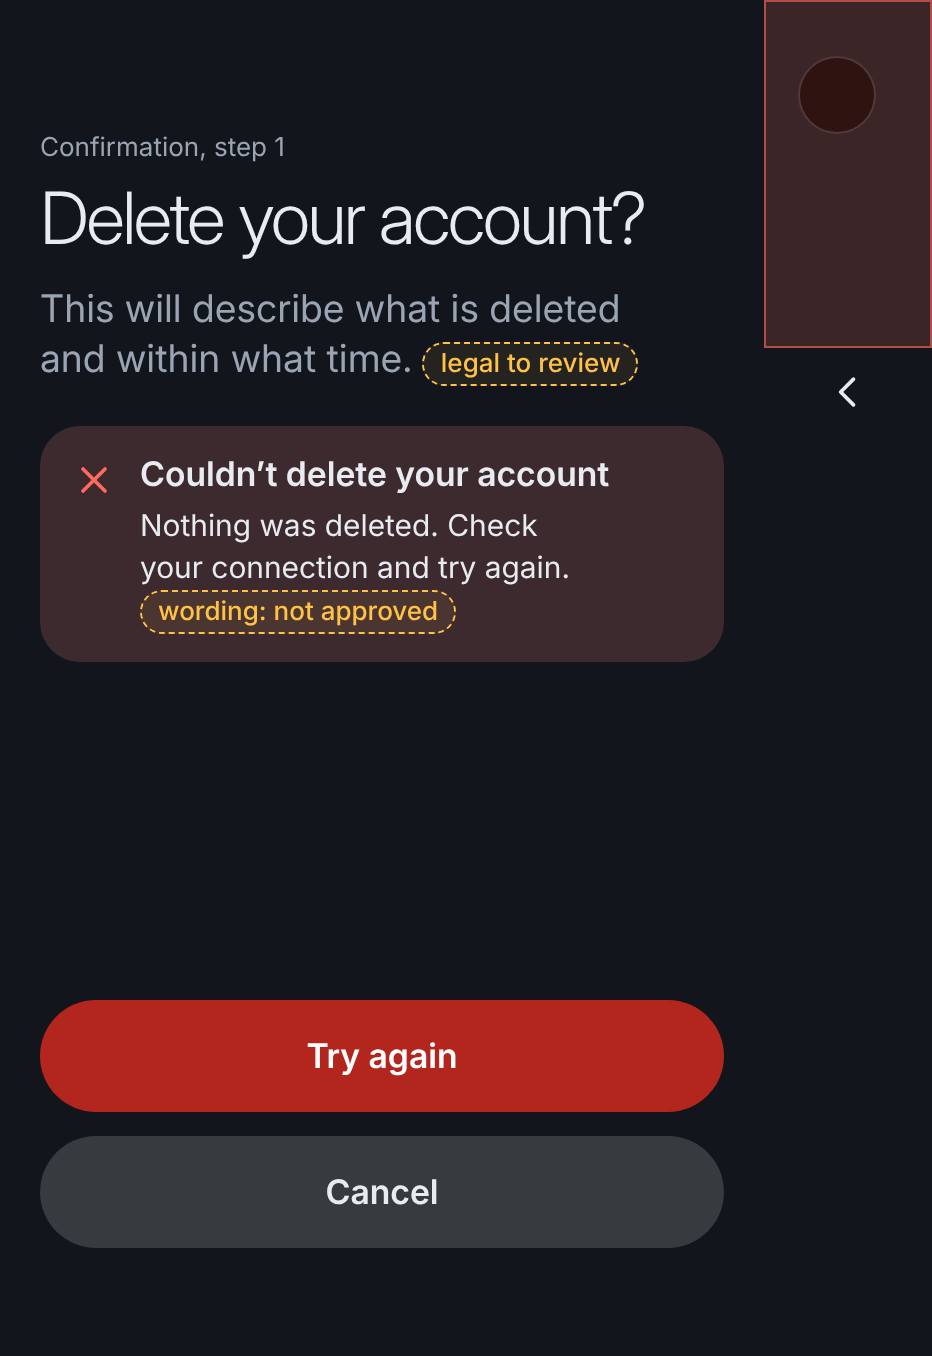 Confirmation, step 1
Delete your account?
This will describe what is deleted
and within what time. legal to review
Couldn’t delete your account
Nothing was deleted. Check
your connection and try again.
wording: not approved
Try again
Cancel